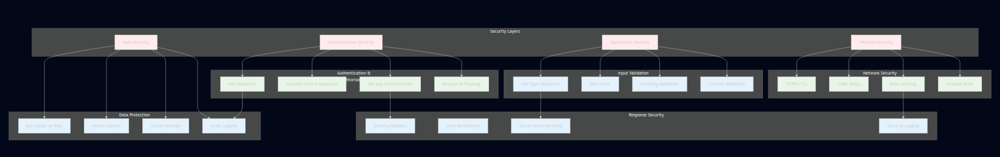 Security Layers
Data Security
Authentication Security
Application Security
Network Security
Authentication &
thoriza
Input Validation
Network Security
Key Validation
Constant-time Comparison
API Key Authentication
Request ID Tracking
File Type Validation
Size Limits
Encoding Validation
Content Validation
HTTPS/TLS
CORS Policy
Rate Limiting
Firewall Rules
Data Protection
Response Security
Encryption at Rest
Access Control
Secure Backups
Audit Logging
Security Headers
Data Sanitization
Secure Error Handling
Security Logging